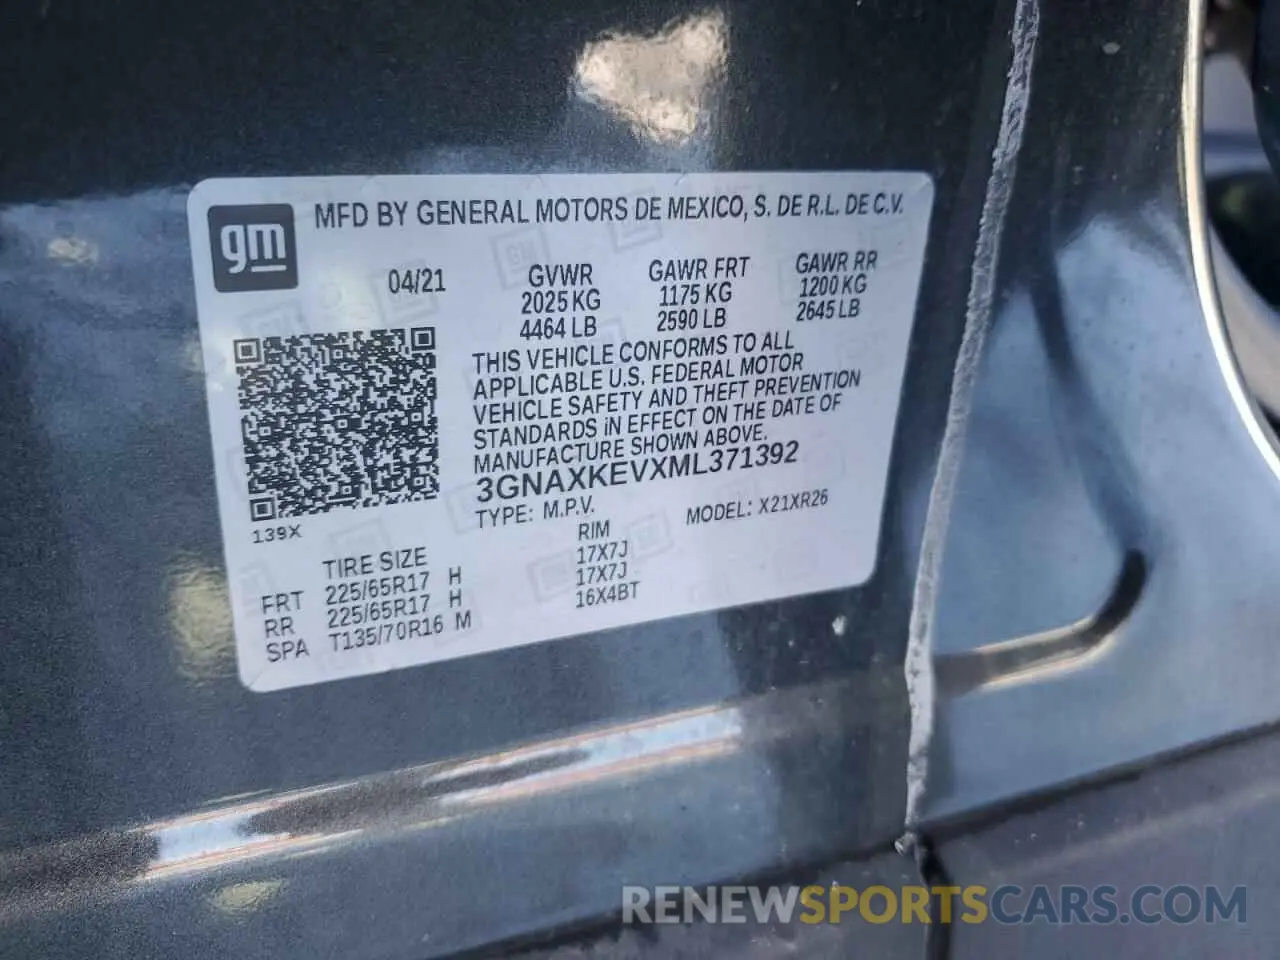 gm
MFD BY GENERAL MOTORS DE MEXICO, S. DE R.L. DE C.V.
04/21 GVWR GAWR FRT GAWR RR
2025 KG 1175 KG 1200 KG
4464 LB 2590 LB 2645 LB
THIS VEHICLE CONFORMS TO ALL
APPLICABLE U.S. FEDERAL MOTOR
VEHICLE SAFETY AND THEFT PREVENTION
STANDARDS IN EFFECT ON THE DATE OF
MANUFACTURE SHOWN ABOVE.
3GNAXKEVXML371392
TYPE: M.P.V. MODEL: X21XR26
139X
TIRE SIZE RIM
FRT 225/65R17 H 17X7J
RR 225/65R17 H 17X7J
SPA T135/70R16 M 16X4BT
RENEWSPORTSCARS.COM